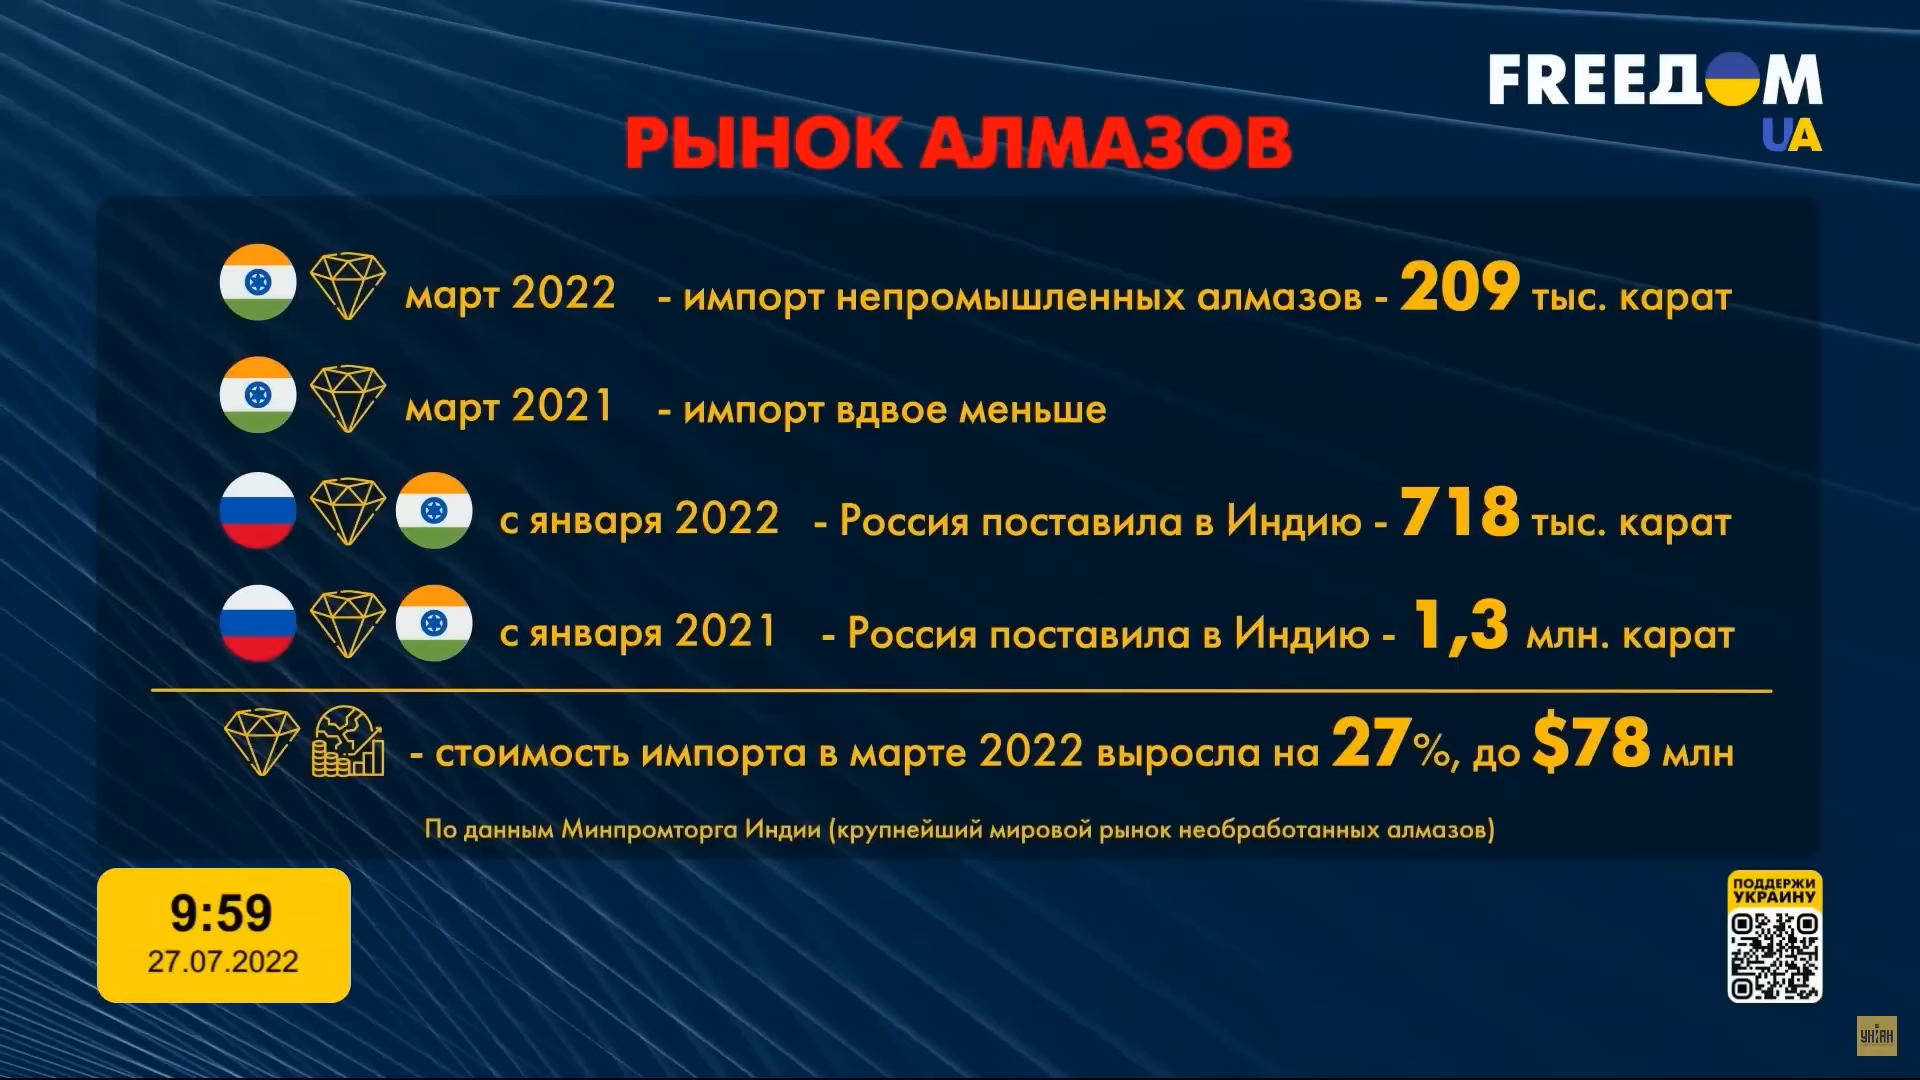 FREEДOM
UA
РЫНОК АЛМАЗОВ
март 2022 - импорт непромышленных алмазов - 209 тыс. карат
март 2021 - импорт вдвое меньше
с января 2022 - Россия поставила в Индию - 718 тыс. карат
с января 2021 - Россия поставила в Индию - 1,3 млн. карат
- стоимость импорта в марте 2022 выросла на 27%, до $78 млн
По данным Минпромторга Индии (крупнейший мировой рынок необработанных алмазов)
9:59
27.07.2022
ПОДДЕРЖИ
УКРАИНУ
УНІАН